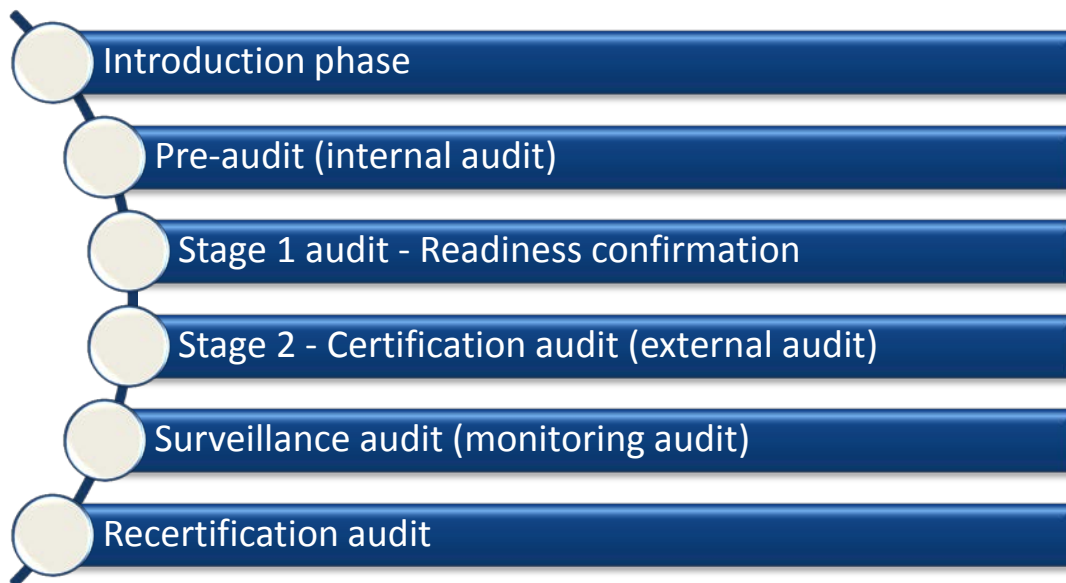 Introduction phase
Pre-audit (internal audit)
Stage 1 audit - Readiness confirmation
Stage 2 - Certification audit (external audit)
Surveillance audit (monitoring audit)
Recertification audit